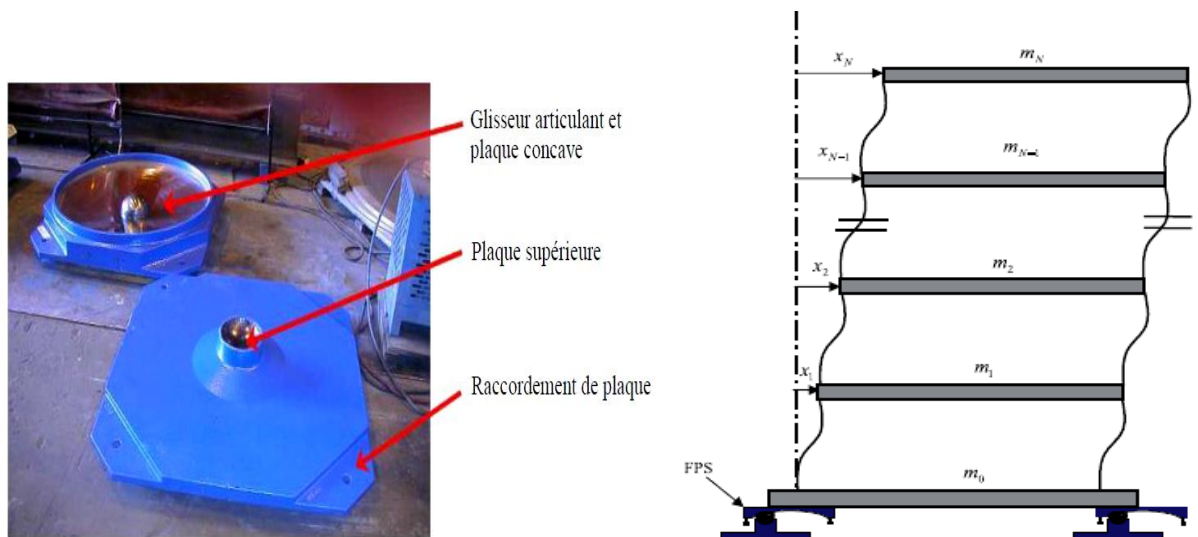 Glisseur articulant et
plaque concave
Plaque supérieure
Raccordement de plaque
x_N
m_N
x_{N-1}
m_{N-1}
x_2
m_2
x_1
m_1
FPS
m_0